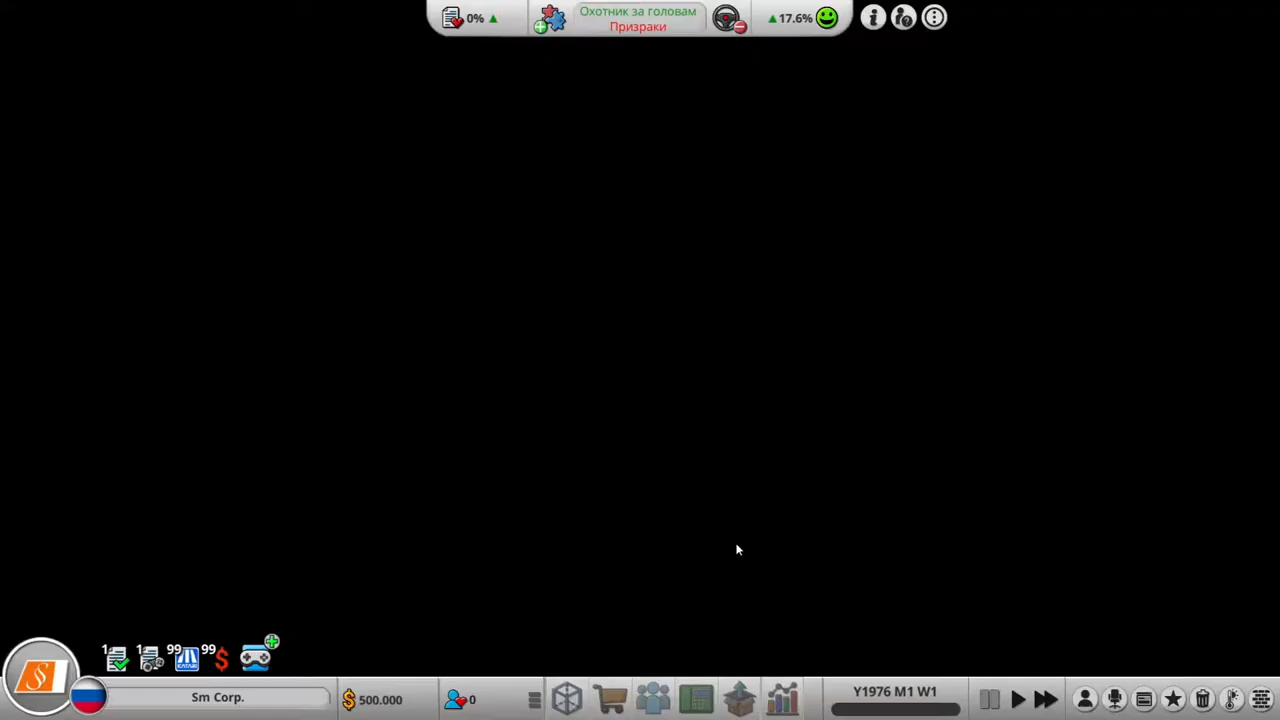 0%
Охотник за головам
Призраки
17.6%
1
1
99
99
$
Sm Corp.
$ 500.000
0
Y1976 M1 W1